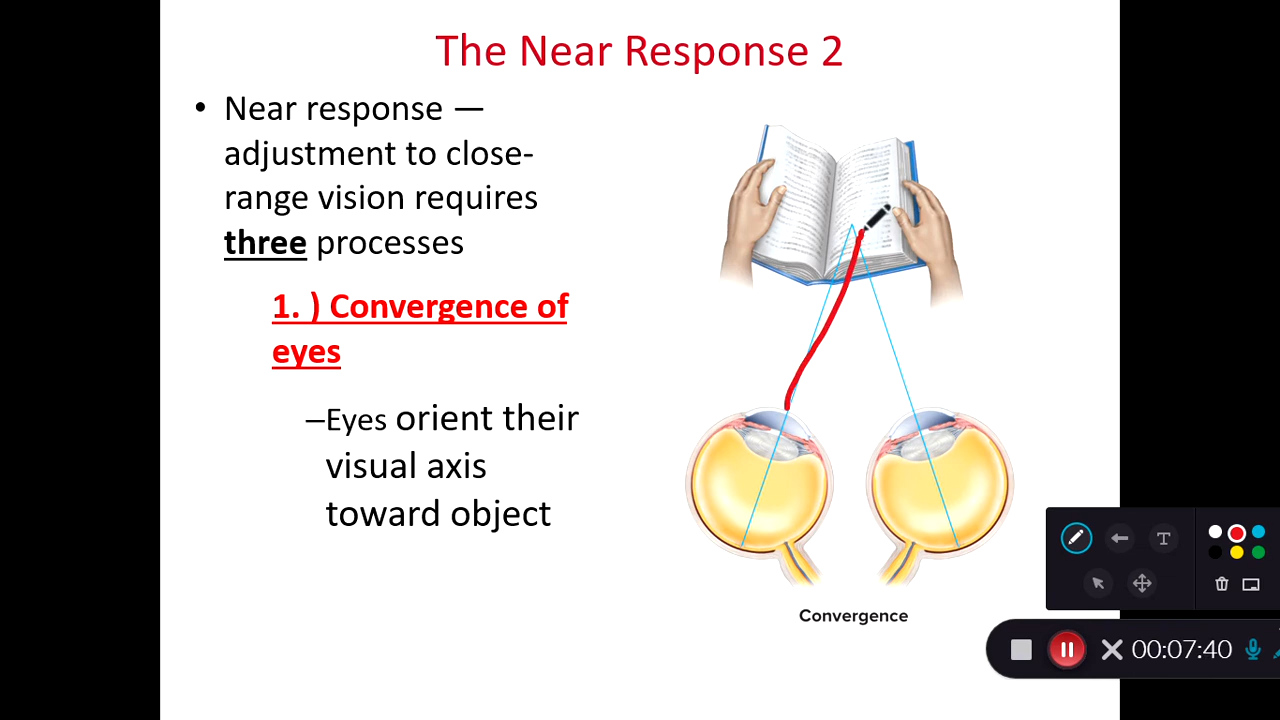 The Near Response 2
• Near response —
adjustment to close-
range vision requires
three processes
1. ) Convergence of
eyes
–Eyes orient their
visual axis
toward object
Convergence
T
00:07:40